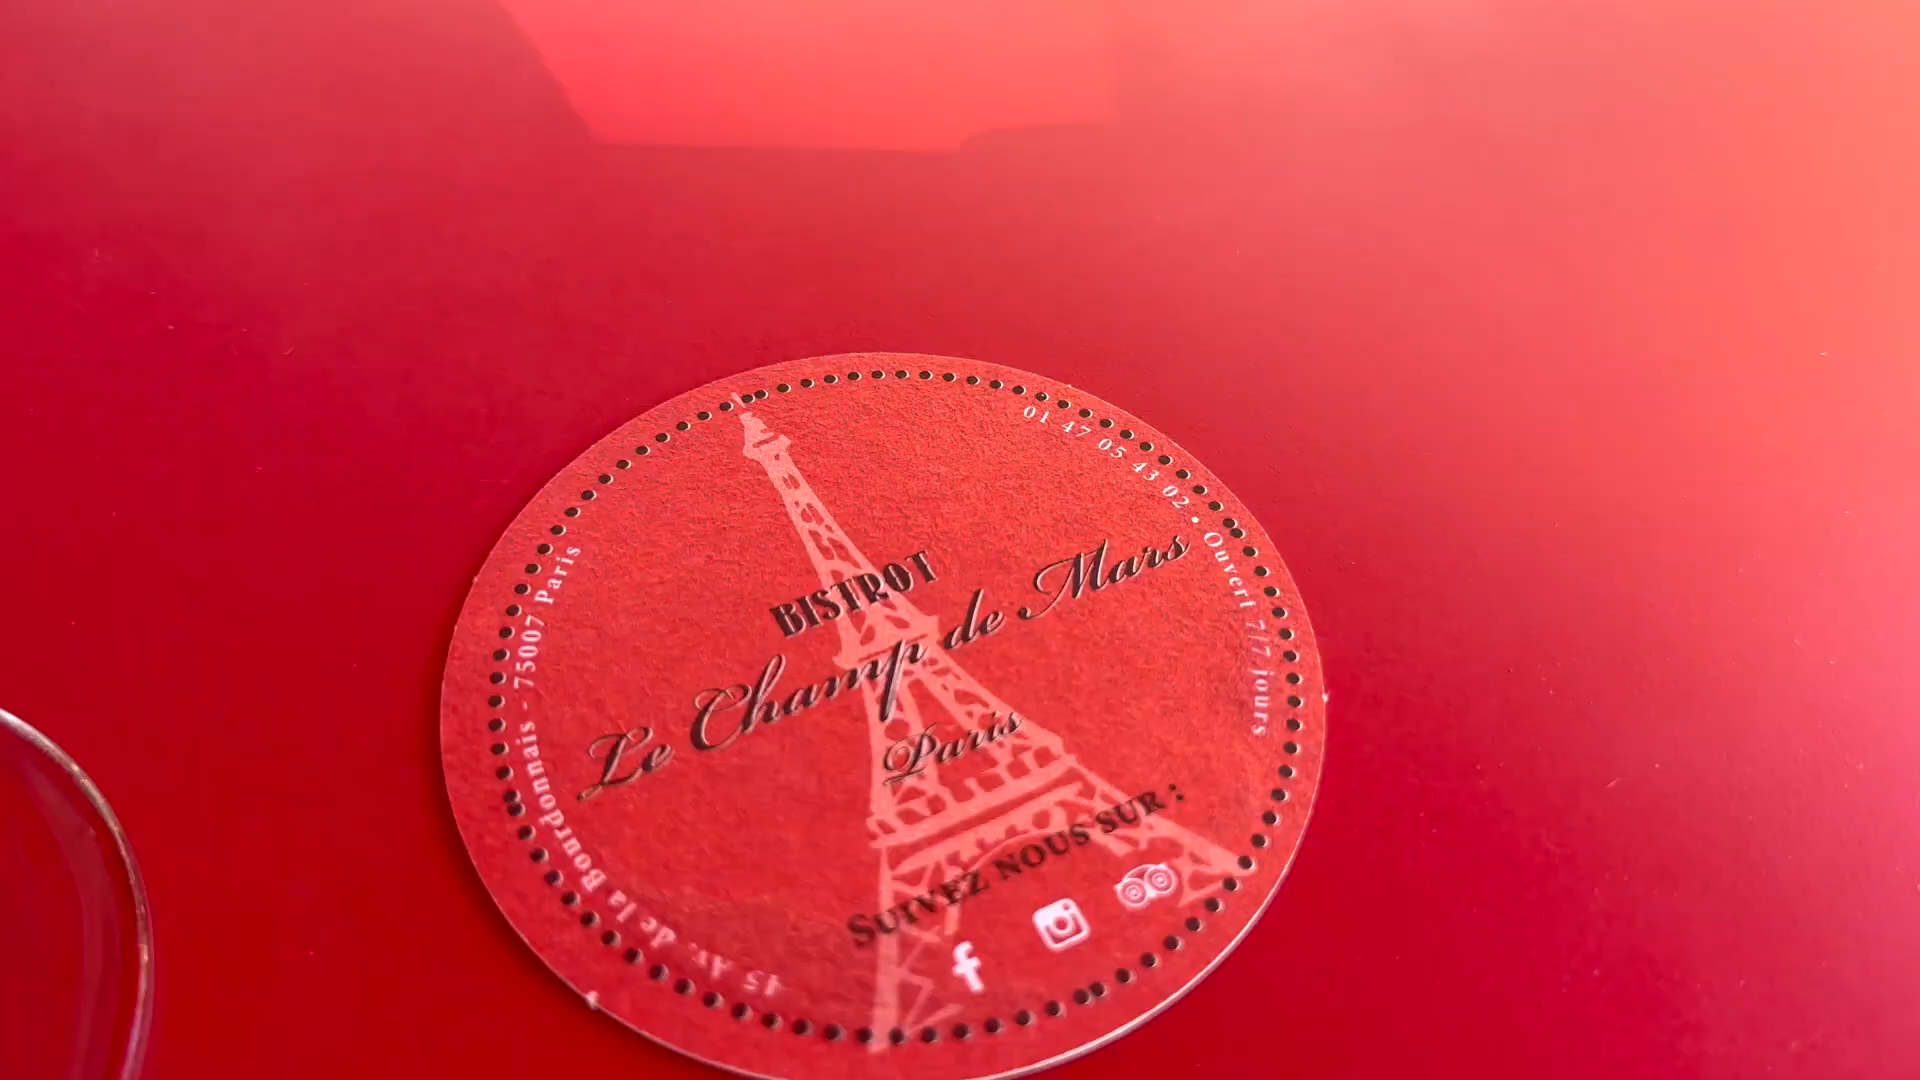 BISTROT
Le Champ de Mars
Paris
SUIVEZ NOUS SUR :
45 Av. de la Bourdonnais - 75007 Paris
01 47 05 43 02 • Ouvert 7/7 jours